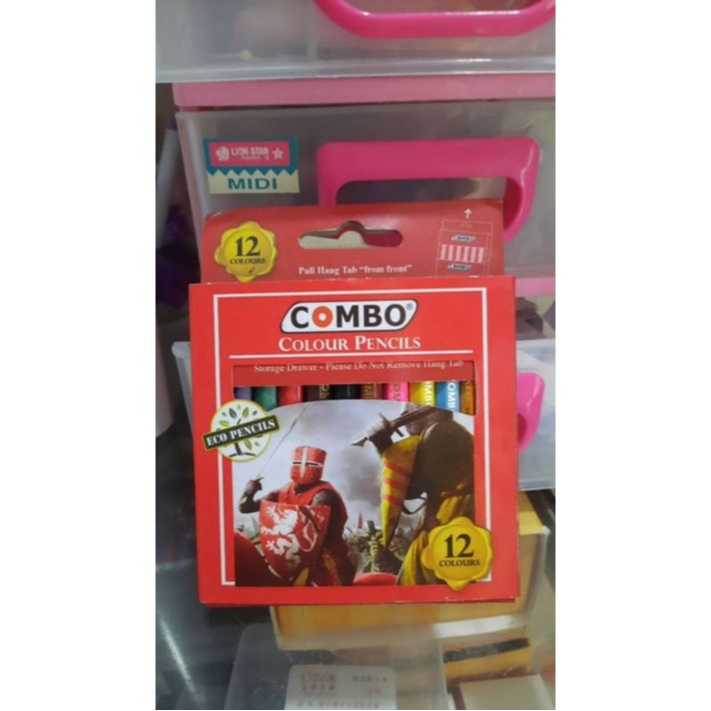 LION STAR
MIDI
12
COLOURS
Pull Hang Tab "from front"
COMBO®
COLOUR PENCILS
Storage Drawer - Please Do Not Remove Hang Tab
ECO PENCILS
12
COLOURS